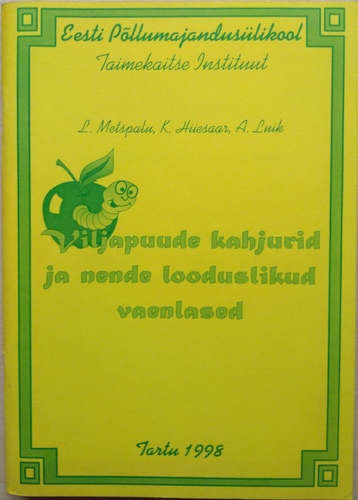 Eesti Põllumajandusülikool
Taimekaitse Instituut
L. Metspalu, K. Hiiesaar, A. Luik
Viljapuude kahjurid
ja nende looduslikud
vaenlased
Tartu 1998